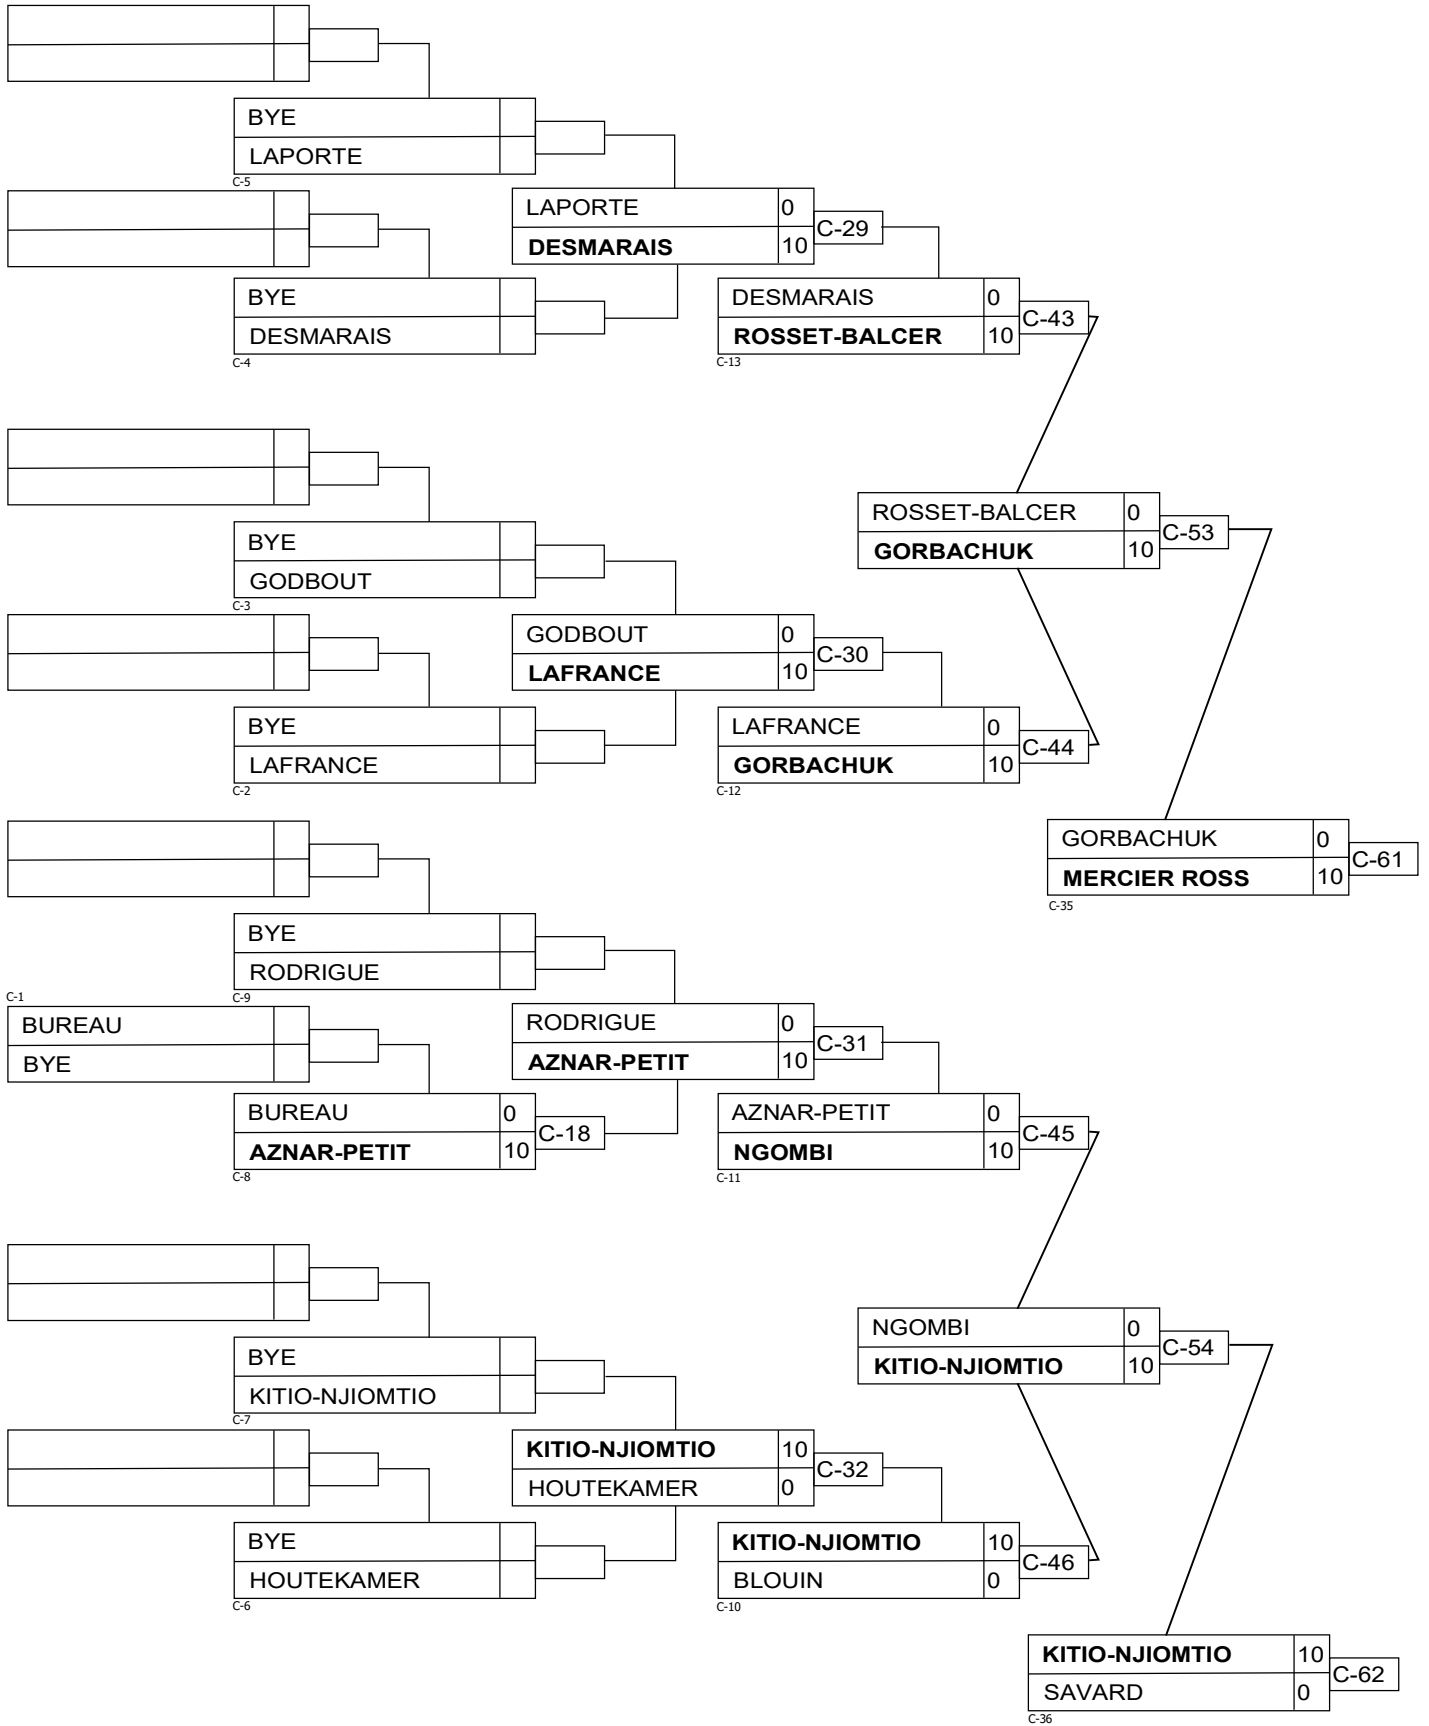 BYE
LAPORTE
C-5
LAPORTE 0
C-29
DESMARAIS 10
BYE
DESMARAIS
C-4
DESMARAIS 0
C-43
ROSSET-BALCER 10
C-13
BYE
GODBOUT
C-3
ROSSET-BALCER 0
C-53
GORBACHUK 10
GODBOUT 0
C-30
LAFRANCE 10
BYE
LAFRANCE
C-2
LAFRANCE 0
C-44
GORBACHUK 10
C-12
GORBACHUK 0
C-61
MERCIER ROSS 10
C-35
BYE
RODRIGUE
C-9
C-1
BUREAU
BYE
RODRIGUE 0
C-31
AZNAR-PETIT 10
BUREAU 0
C-18
AZNAR-PETIT 10
C-8
AZNAR-PETIT 0
C-45
NGOMBI 10
C-11
BYE
KITIO-NJIOMTIO
C-7
NGOMBI 0
C-54
KITIO-NJIOMTIO 10
KITIO-NJIOMTIO 10
C-32
HOUTEKAMER 0
BYE
HOUTEKAMER
C-6
KITIO-NJIOMTIO 10
C-46
BLOUIN 0
C-10
KITIO-NJIOMTIO 10
C-62
SAVARD 0
C-36